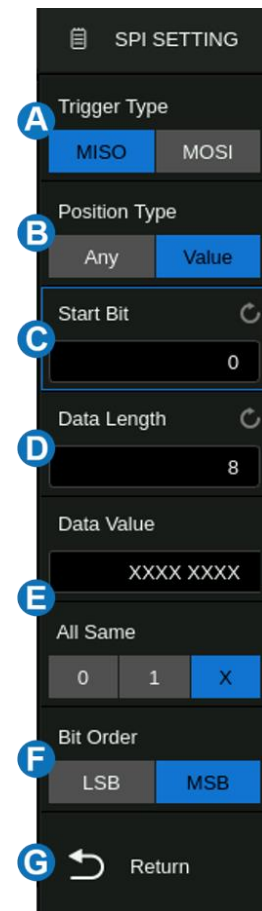 SPI SETTING
A
Trigger Type
MISO MOSI
B
Position Type
Any Value
C
Start Bit
0
D
Data Length
8
Data Value
XXXX XXXX
E
All Same
0 1 X
F
Bit Order
LSB MSB
G
Return